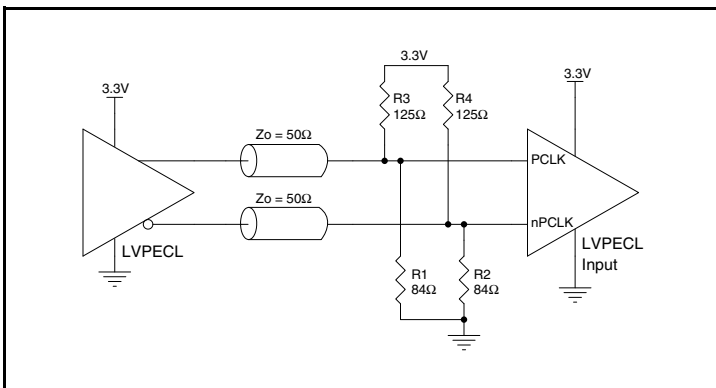 3.3V
3.3V
3.3V
R3
125Ω
R4
125Ω
Zo = 50Ω
PCLK
Zo = 50Ω
nPCLK
LVPECL
LVPECL
Input
R1
84Ω
R2
84Ω